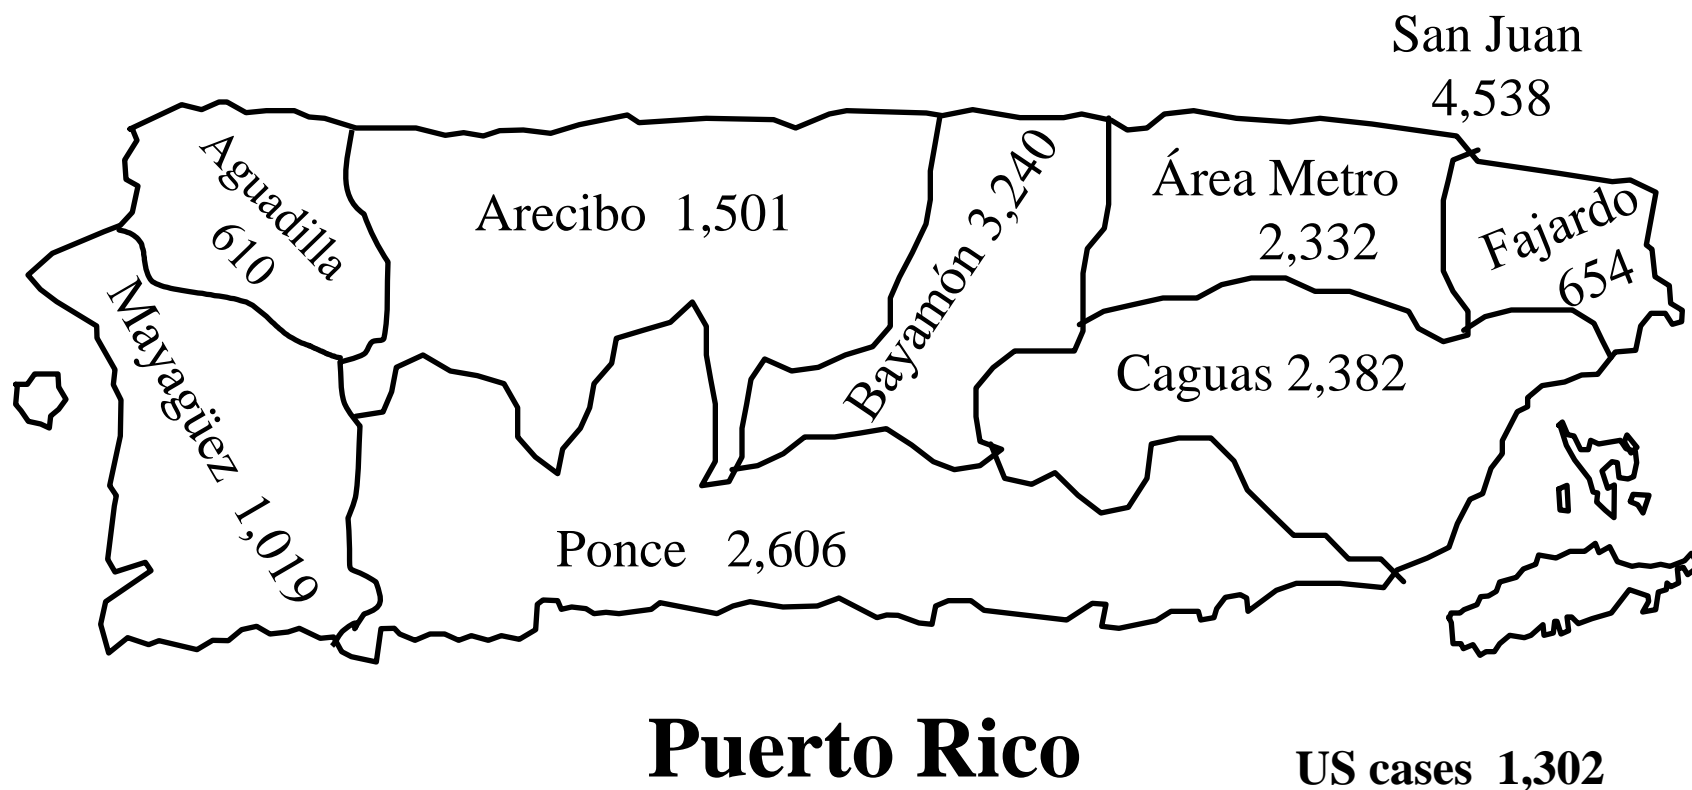 San Juan
4,538
Aguadilla
610
Arecibo 1,501
Bayamón 3,240
Área Metro
2,332
Fajardo
654
Mayagüez 1,019
Caguas 2,382
Ponce 2,606
Puerto Rico
US cases 1,302